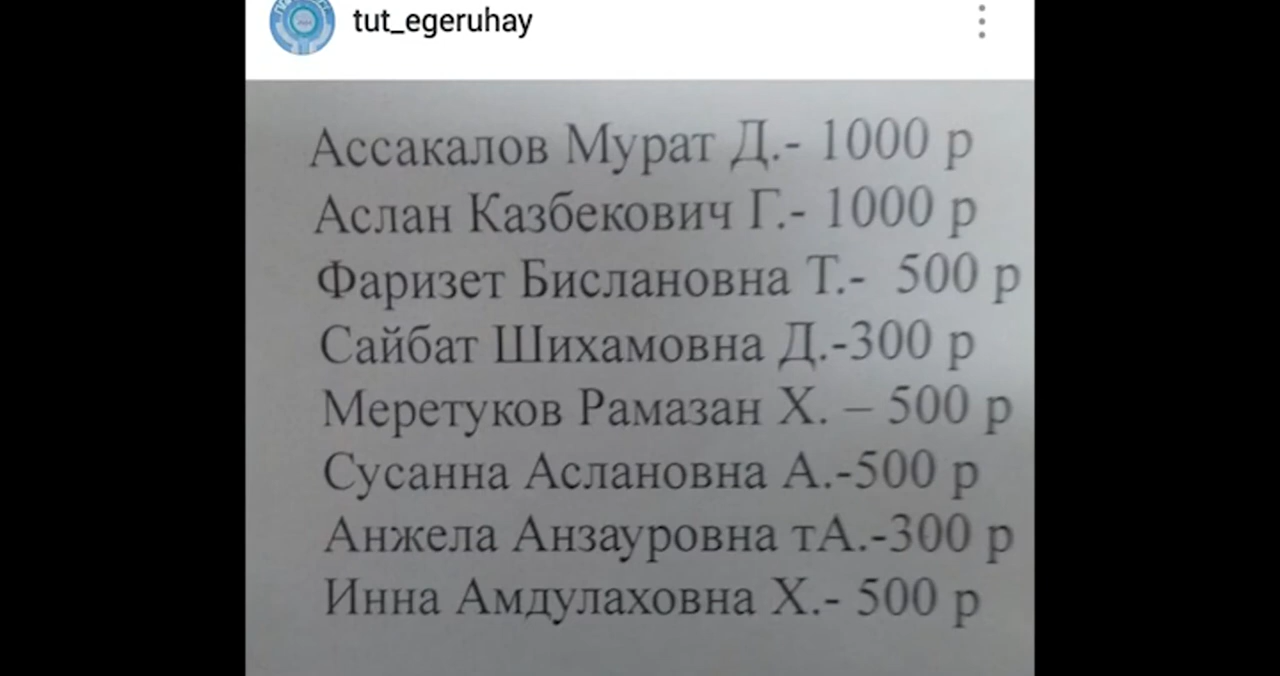 tut_egeruhay
Ассакалов Мурат Д.- 1000 р
Аслан Казбекович Г.- 1000 р
Фаризет Бислановна Т.- 500 р
Сайбат Шихамовна Д.-300 р
Меретуков Рамазан Х. – 500 р
Сусанна Аслановна А.-500 р
Анжела Анзауровна тА.-300 р
Инна Амдулаховна Х.- 500 р